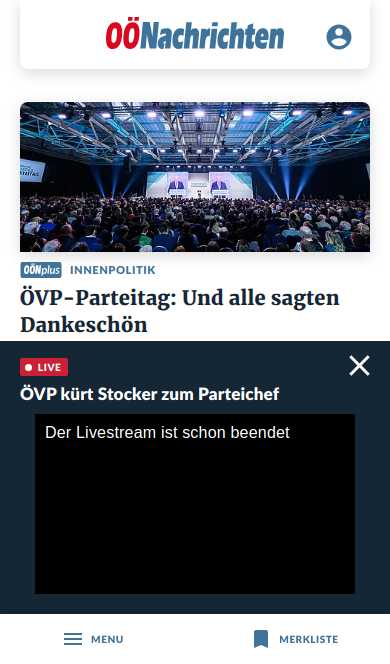 OÖNachrichten
OÖNplus INNENPOLITIK
ÖVP-Parteitag: Und alle sagten
Dankeschön
LIVE
ÖVP kürt Stocker zum Parteichef
Der Livestream ist schon beendet
MENU
MERKLISTE